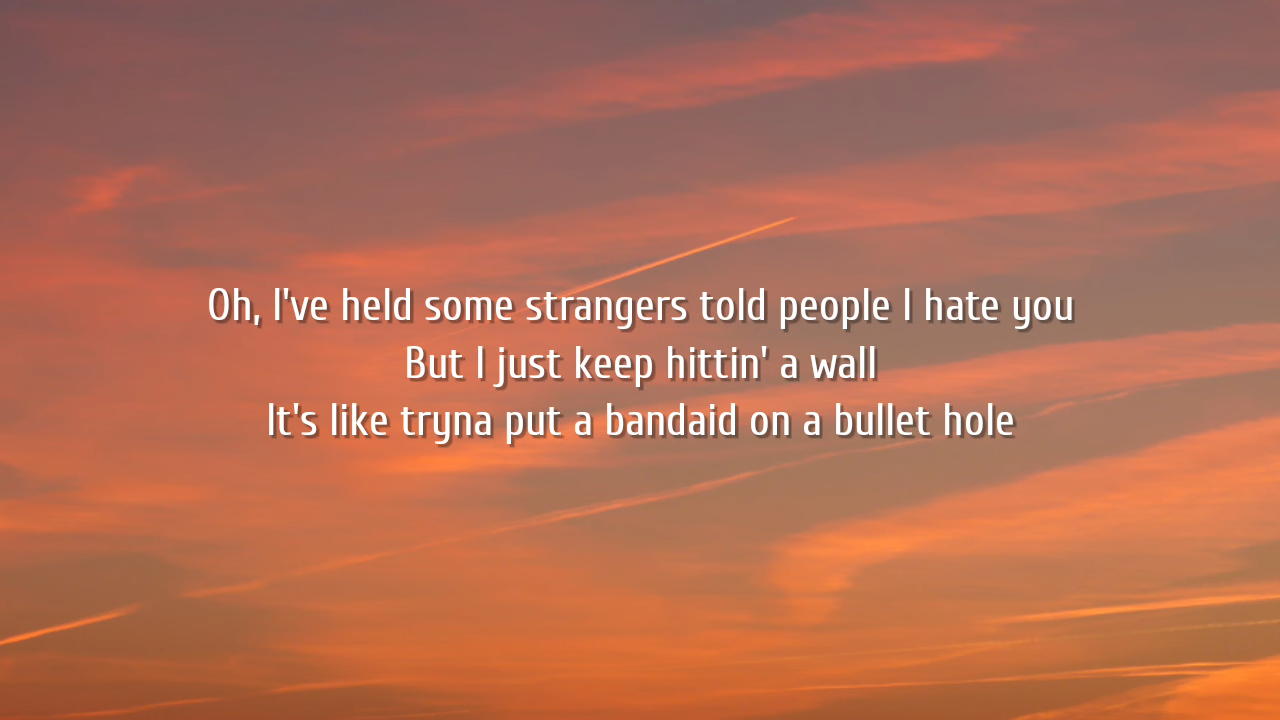 Oh, I've held some strangers told people I hate you
But I just keep hittin' a wall
It's like tryna put a bandaid on a bullet hole